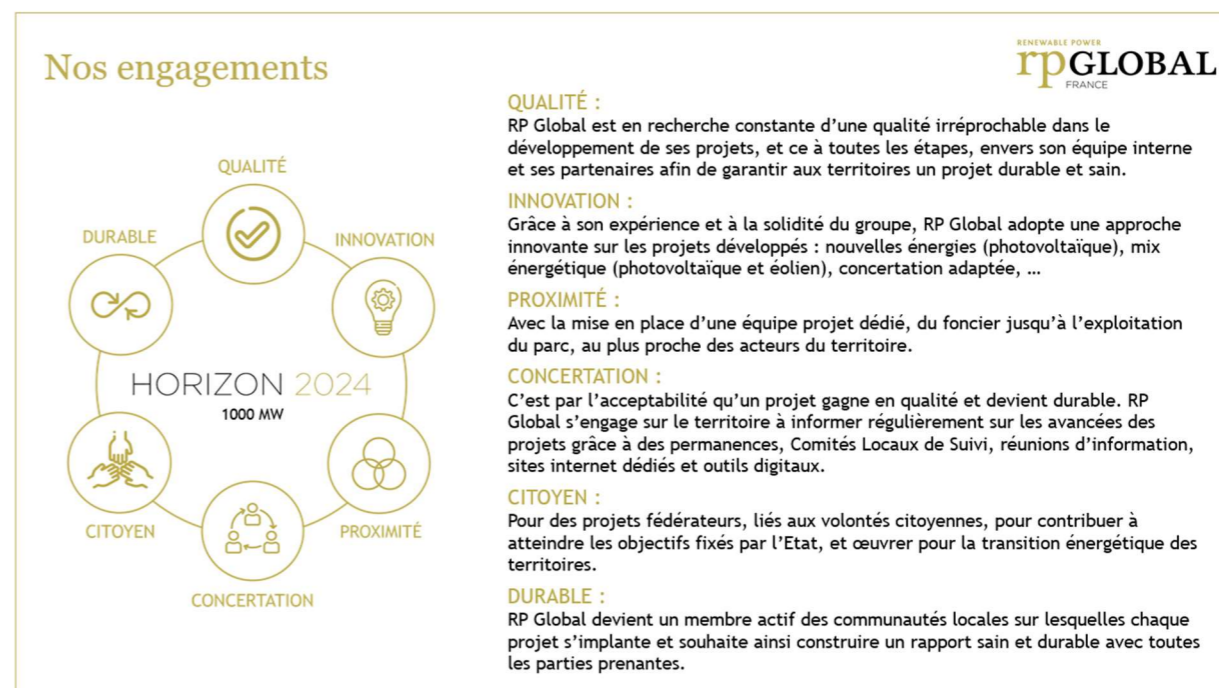 Nos engagements
RENEWABLE POWER
rpGLOBAL
FRANCE
QUALITÉ
DURABLE
INNOVATION
HORIZON 2024
1000 MW
CITOYEN
PROXIMITÉ
CONCERTATION
QUALITÉ :
RP Global est en recherche constante d’une qualité irréprochable dans le
développement de ses projets, et ce à toutes les étapes, envers son équipe interne
et ses partenaires afin de garantir aux territoires un projet durable et sain.
INNOVATION :
Grâce à son expérience et à la solidité du groupe, RP Global adopte une approche
innovante sur les projets développés : nouvelles énergies (photovoltaïque), mix
énergétique (photovoltaïque et éolien), concertation adaptée, …
PROXIMITÉ :
Avec la mise en place d’une équipe projet dédié, du foncier jusqu’à l’exploitation
du parc, au plus proche des acteurs du territoire.
CONCERTATION :
C’est par l’acceptabilité qu’un projet gagne en qualité et devient durable. RP
Global s’engage sur le territoire à informer régulièrement sur les avancées des
projets grâce à des permanences, Comités Locaux de Suivi, réunions d’information,
sites internet dédiés et outils digitaux.
CITOYEN :
Pour des projets fédérateurs, liés aux volontés citoyennes, pour contribuer à
atteindre les objectifs fixés par l’Etat, et œuvrer pour la transition énergétique des
territoires.
DURABLE :
RP Global devient un membre actif des communautés locales sur lesquelles chaque
projet s’implante et souhaite ainsi construire un rapport sain et durable avec toutes
les parties prenantes.